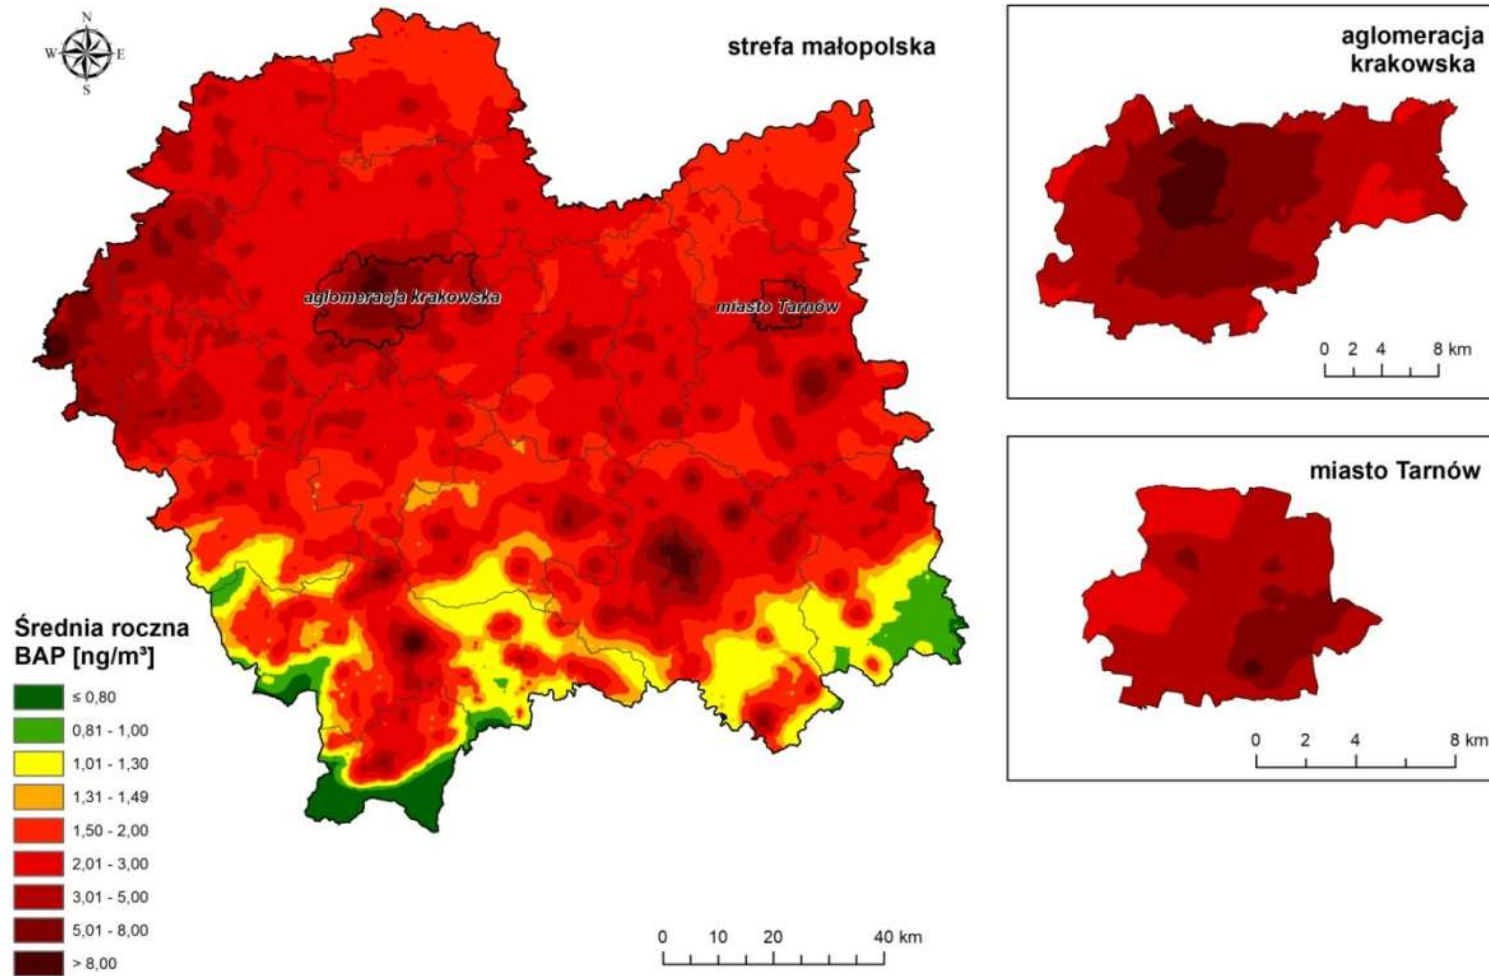 N
W E
S
strefa małopolska
aglomeracja krakowska
miasto Tarnów
Średnia roczna
BAP [ng/m³]
≤ 0,80
0,81 - 1,00
1,01 - 1,30
1,31 - 1,49
1,50 - 2,00
2,01 - 3,00
3,01 - 5,00
5,01 - 8,00
> 8,00
0 10 20 40 km
aglomeracja
krakowska
0 2 4 8 km
miasto Tarnów
0 2 4 8 km